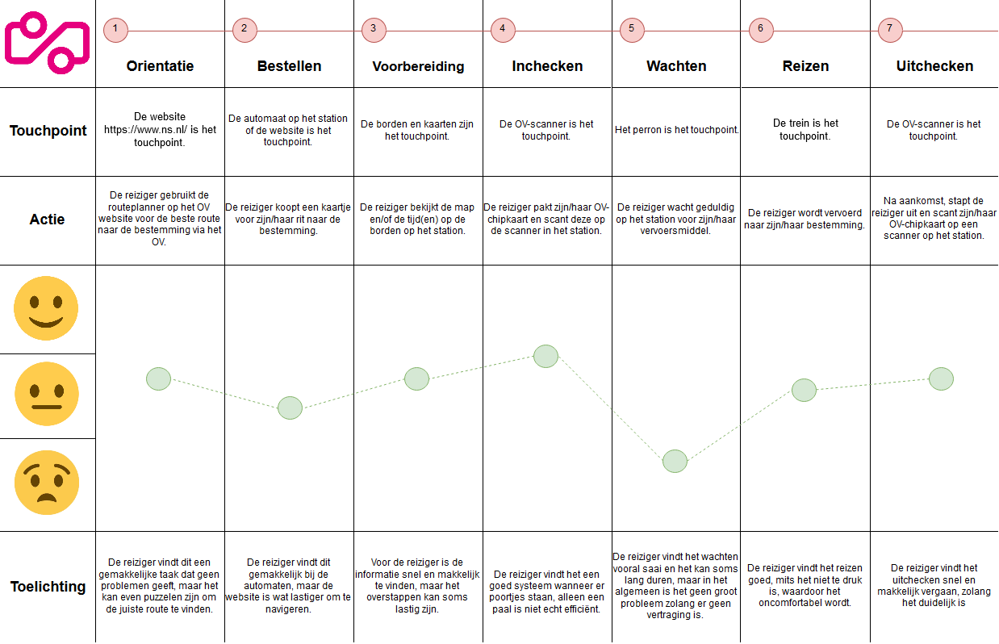 1
2
3
4
5
6
7
Orientatie
Bestellen
Voorbereiding
Inchecken
Wachten
Reizen
Uitchecken
Touchpoint
De website
https://www.ns.nl/ is het
touchpoint.
De automaat op het station
of de website is het
touchpoint.
De borden en kaarten zijn
het touchpoint.
De OV-scanner is het
touchpoint.
Het perron is het touchpoint.
De trein is het
touchpoint.
De OV-scanner is het
touchpoint.
Actie
De reiziger gebruikt de
routeplanner op het OV
website voor de beste route
naar de bestemming via het
OV.
De reiziger koopt een kaartje
voor zijn/haar rit naar de
bestemming.
De reiziger bekijkt de map
en/of de tijd(en) op de
borden op het station.
De reiziger pakt zijn/haar OV-
chipkaart en scant deze op
de scanner in het station.
De reiziger wacht geduldig
op het station voor zijn/haar
vervoersmiddel.
De reiziger wordt vervoerd
naar zijn/haar bestemming.
Na aankomst, stapt de
reiziger uit en scant zijn/haar
OV-chipkaart op een
scanner op het station.
Toelichting
De reiziger vindt dit een
gemakkelijke taak dat geen
problemen geeft, maar het
kan even puzzelen zijn om
de juiste route te vinden.
De reiziger vindt dit
gemakkelijk bij de
automaten, maar de
website is wat lastiger om te
navigeren.
Voor de reiziger is de
informatie snel en makkelijk
te vinden, maar het
overstappen kan soms
lastig zijn.
De reiziger vindt het een
goed systeem wanneer er
poortjes staan, alleen een
paal is niet echt efficiënt.
De reiziger vindt het wachten
vooral saai en het kan soms
lang duren, maar in het
algemeen is het geen groot
probleem zolang er geen
vertraging is.
De reiziger vindt het reizen
goed, mits het niet te druk
is, waardoor het
oncomfortabel wordt.
De reiziger vindt het
uitchecken snel en
makkelijk vergaan, zolang
het duidelijk is